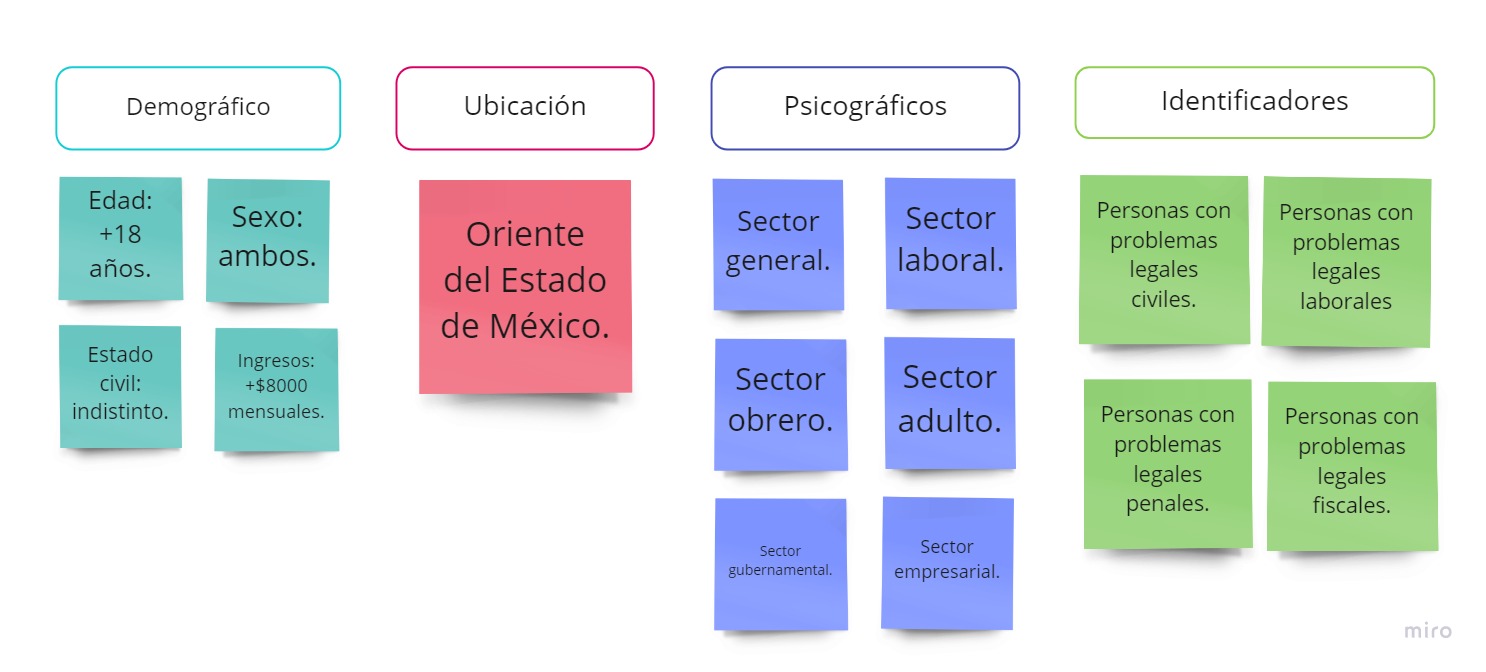 Demográfico
Ubicación
Psicográficos
Identificadores
Edad:
+18
años.
Sexo:
ambos.
Estado
civil:
indistinto.
Ingresos:
+$8000
mensuales.
Oriente
del Estado
de México.
Sector
general.
Sector
laboral.
Sector
obrero.
Sector
adulto.
Sector
gubernamental.
Sector
empresarial.
Personas con
problemas
legales
civiles.
Personas con
problemas
legales
laborales
Personas con
problemas
legales
penales.
Personas con
problemas
legales
fiscales.
miro